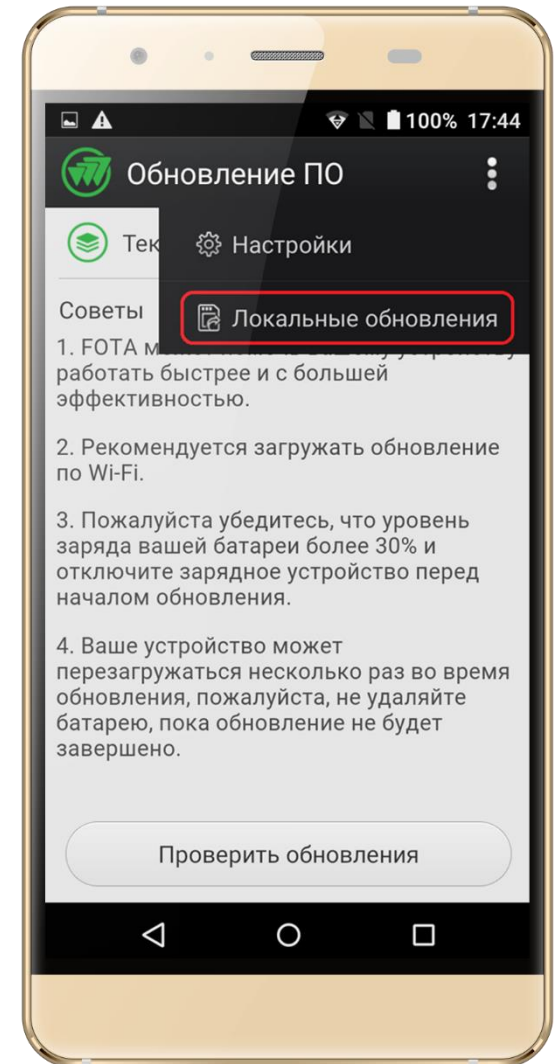 100% 17:44
Обновление ПО
Тек
Настройки
Советы
Локальные обновления
1. FOTA м
работать быстрее и с большей
эффективностью.
2. Рекомендуется загружать обновление
по Wi-Fi.
3. Пожалуйста убедитесь, что уровень
заряда вашей батареи более 30% и
отключите зарядное устройство перед
началом обновления.
4. Ваше устройство может
перезагружаться несколько раз во время
обновления, пожалуйста, не удаляйте
батарею, пока обновление не будет
завершено.
Проверить обновления